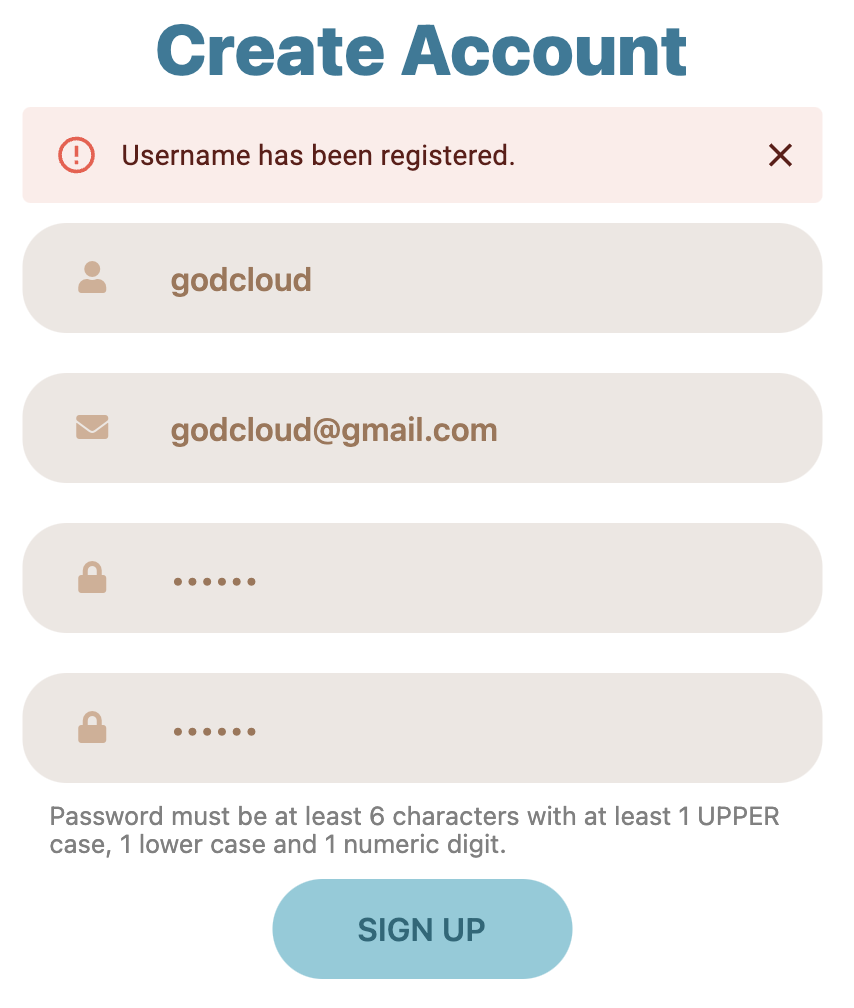 Create Account
Username has been registered.
godcloud
godcloud@gmail.com
••••••
••••••
Password must be at least 6 characters with at least 1 UPPER
case, 1 lower case and 1 numeric digit.
SIGN UP